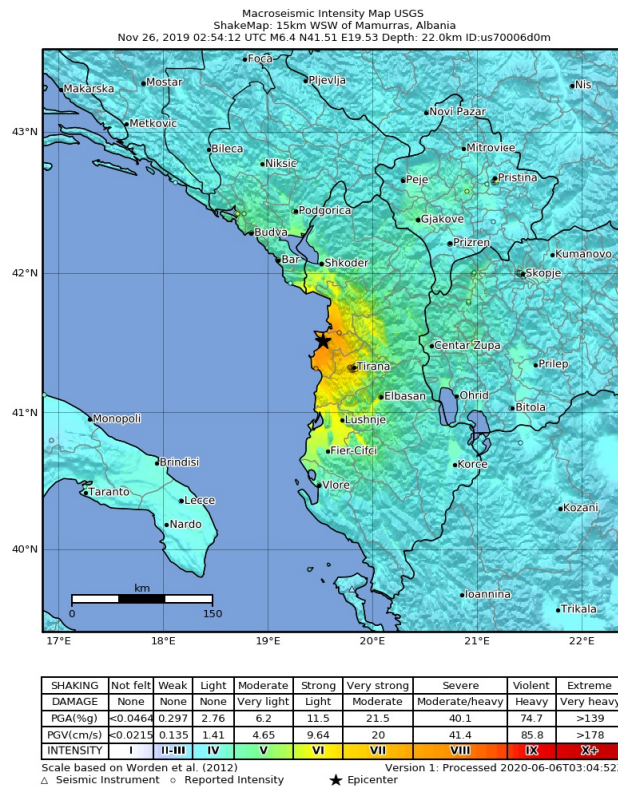 Macroseismic Intensity Map USGS
ShakeMap: 15km WSW of Mamurras, Albania
Nov 26, 2019 02:54:12 UTC M6.4 N41.51 E19.53 Depth: 22.0km ID:us70006d0m
Foca
Pljevlja
Mostar
Nis
Makarska
Novi Pazar
Metkovic
43°N
Bileca
Mitrovice
Niksic
Peje
Pristina
Podgorica
Gjakove
Budva
Prizren
Bar
Shkoder
Kumanovo
42°N
Skopje
Centar Zupa
Tirana
Prilep
Elbasan
Ohrid
41°N
Bitola
Monopoli
Lushnje
Fier-Cifci
Brindisi
Korce
Taranto
Vlore
Lecce
Kozani
Nardo
40°N
km
Ioannina
0 150
Trikala
17°E 18°E 19°E 20°E 21°E 22°E
SHAKING Not felt Weak Light Moderate Strong Very strong Severe Violent Extreme
DAMAGE None None None Very light Light Moderate Moderate/heavy Heavy Very heavy
PGA(%g) <0.0464 0.297 2.76 6.2 11.5 21.5 40.1 74.7 >139
PGV(cm/s) <0.0215 0.135 1.41 4.65 9.64 20 41.4 85.8 >178
INTENSITY I II-III IV V VI VII VIII IX X+
Scale based on Worden et al. (2012) Version 1: Processed 2020-06-06T03:04:52
△ Seismic Instrument ○ Reported Intensity ★ Epicenter